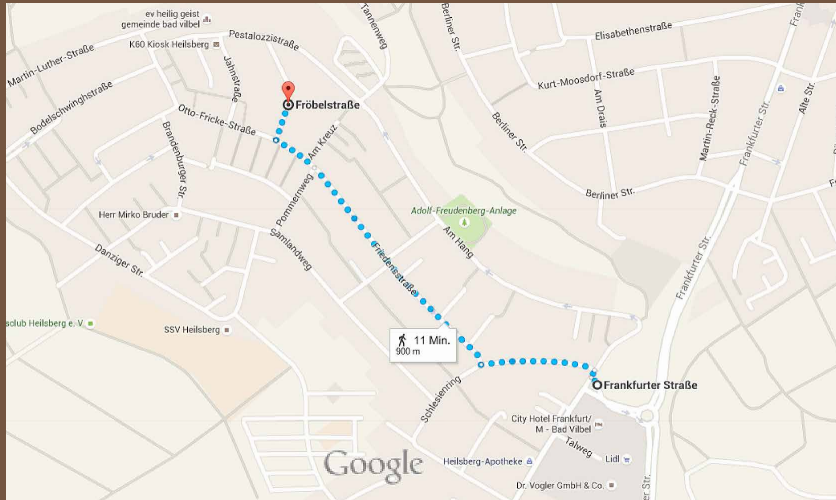 ev heilig geist
gemeinde bad vilbel
K60 Kiosk Heilsberg
Martin-Luther-Straße
Bodelschwinghstraße
Jahnstraße
Pestalozzistraße
Tannenweg
Berliner Str.
Elisabethenstraße
Kurt-Moosdorf-Straße
Am Drais
Martin-Reck-Straße
Frankfurter Str.
Alte Str.
Fröbelstraße
Otto-Fricke-Straße
Am Kreuz
Brandenburger Str.
Berliner Str.
Berliner Str.
Pommernweg
Herr Mirko Bruder
Adolf-Freudenberg-Anlage
Am Hang
Samlandweg
Danziger Str.
Friedensstraße
Frankfurter Str.
sclub Heilsberg e. V.
SSV Heilsberg
11 Min.
900 m
Schlesienring
Frankfurter Straße
City Hotel Frankfurt/
M - Bad Vilbel
Talweg
Google
Heilsberg-Apotheke
Lidl
Dr. Vogler GmbH & Co.